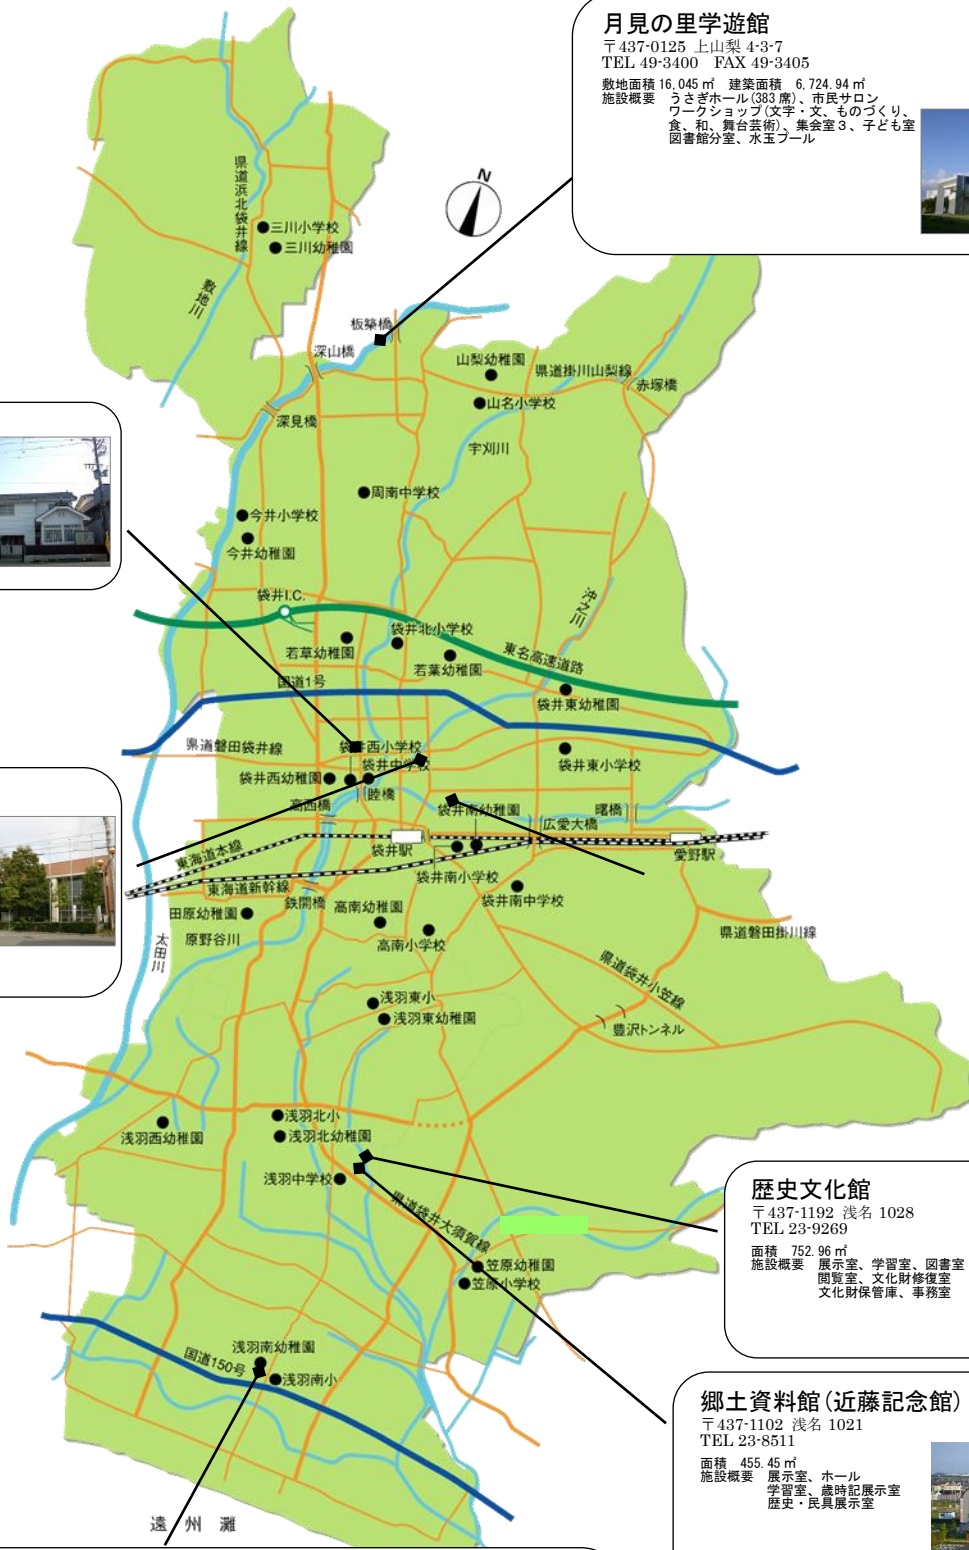 月見の里学遊館
〒437-0125 上山梨 4-3-7
TEL 49-3400 FAX 49-3405
敷地面積 16,045㎡ 建築面積 6,724.94㎡
施設概要 うさぎホール(383席)、市民サロン
ワークショップ(文字・文、ものづくり、
食、和、舞台芸術)、集会室3、子ども室
図書館分室、水玉プール
N
県道浜北袋井線
三川小学校
三川幼稚園
敷地川
板築橋
深山橋
山梨幼稚園
県道掛川山梨線
赤塚橋
山名小学校
深見橋
宇刈川
周南中学校
今井小学校
今井幼稚園
袋井I.C.
沖之川
袋井北小学校
若草幼稚園
若葉幼稚園
東名高速道路
国道1号
袋井東幼稚園
県道磐田袋井線
袋井西小学校
袋井中学校
袋井東小学校
袋井西幼稚園
睦橋
高西橋
袋井南幼稚園
曙橋
広愛大橋
東海道本線
袋井駅
愛野駅
東海道新幹線
袋井南小学校
鉄開橋
袋井南中学校
田原幼稚園
高南幼稚園
原野谷川
高南小学校
県道磐田掛川線
太田川
県道袋井小笠線
浅羽東小
浅羽東幼稚園
豊沢トンネル
浅羽北小
浅羽西幼稚園
浅羽北幼稚園
浅羽中学校
県道袋井大須賀線
歴史文化館
〒437-1192 浅名 1028
TEL 23-9269
面積 752.96㎡
施設概要 展示室、学習室、図書室
閲覧室、文化財修復室
文化財保管庫、事務室
笠原幼稚園
笠原小学校
浅羽南幼稚園
国道150号
浅羽南小
郷土資料館(近藤記念館)
〒437-1102 浅名 1021
TEL 23-8511
面積 455.45㎡
施設概要 展示室、ホール
学習室、歳時記展示室
歴史・民具展示室
遠州灘